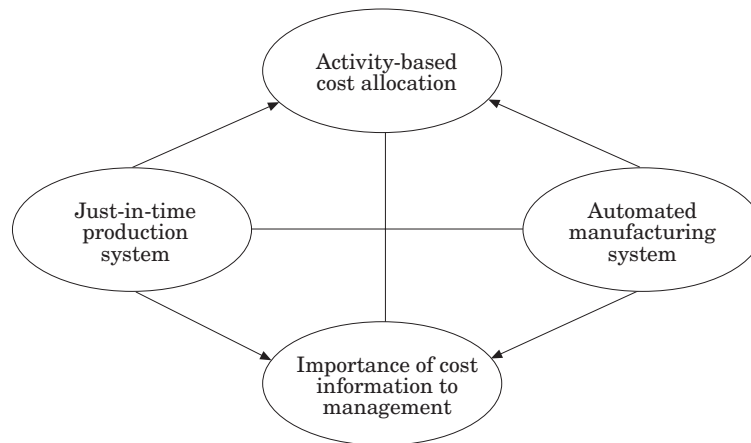 Activity-based
cost allocation
Just-in-time
production
system
Automated
manufacturing
system
Importance of cost
information to
management